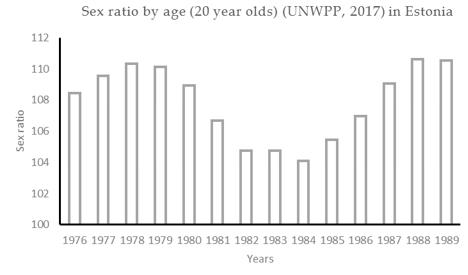 Sex ratio by age (20 year olds) (UNWPP, 2017) in Estonia
112
110
108
106
104
102
100
Sex ratio
1976 1977 1978 1979 1980 1981 1982 1983 1984 1985 1986 1987 1988 1989
Years